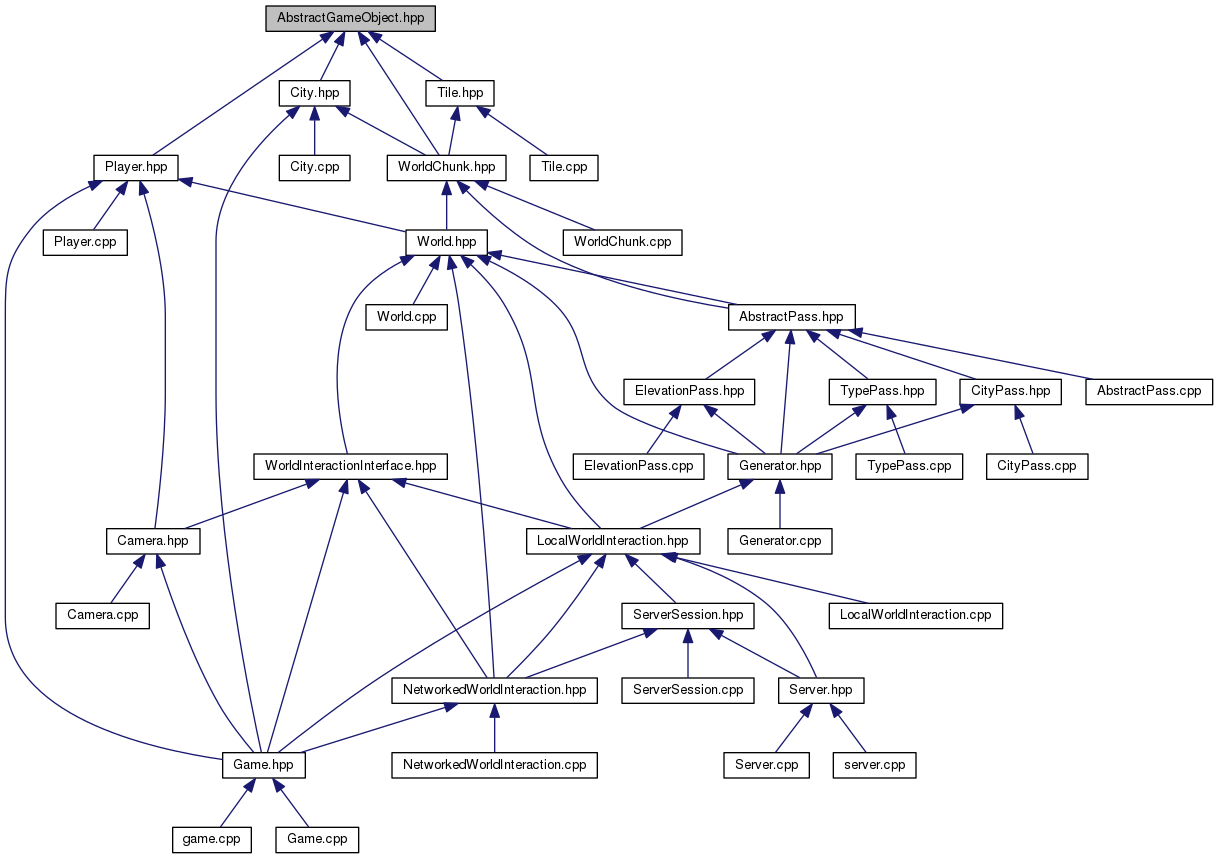 AbstractGameObject.hpp
City.hpp
Tile.hpp
Player.hpp
City.cpp
WorldChunk.hpp
Tile.cpp
Player.cpp
World.hpp
WorldChunk.cpp
World.cpp
AbstractPass.hpp
ElevationPass.hpp
TypePass.hpp
CityPass.hpp
AbstractPass.cpp
WorldInteractionInterface.hpp
ElevationPass.cpp
Generator.hpp
TypePass.cpp
CityPass.cpp
Camera.hpp
LocalWorldInteraction.hpp
Generator.cpp
Camera.cpp
ServerSession.hpp
LocalWorldInteraction.cpp
NetworkedWorldInteraction.hpp
ServerSession.cpp
Server.hpp
Game.hpp
NetworkedWorldInteraction.cpp
Server.cpp
server.cpp
game.cpp
Game.cpp